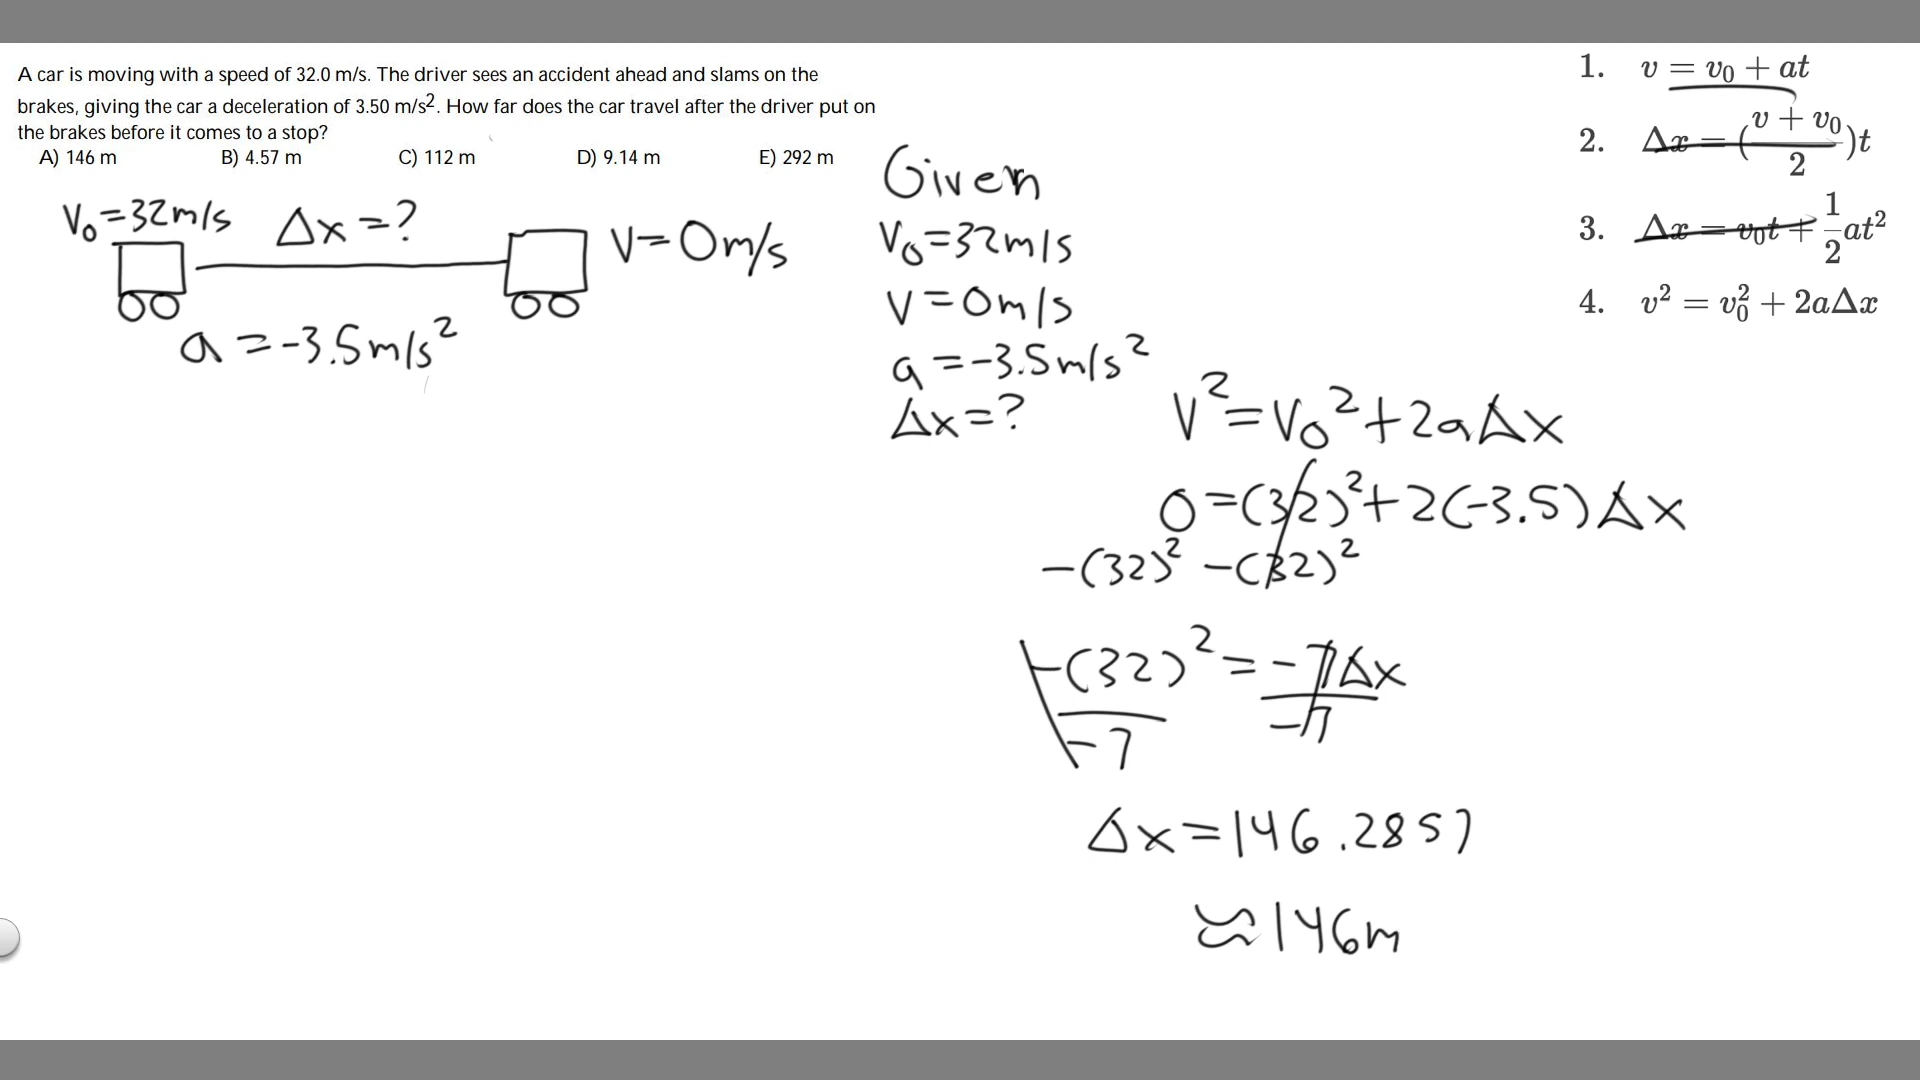 A car is moving with a speed of 32.0 m/s. The driver sees an accident ahead and slams on the
brakes, giving the car a deceleration of 3.50 m/s². How far does the car travel after the driver put on
the brakes before it comes to a stop?
A) 146 m B) 4.57 m C) 112 m D) 9.14 m E) 292 m
V₀=32m/s Δx=? V=0m/s
a=-3.5m/s²
Given
V₀=32m/s
V=0m/s
a=-3.5m/s²
Δx=?
1. v = v₀ + at
2. Δx = (v + v₀ / 2)t
3. Δx = v₀t + 1/2 at²
4. v² = v₀² + 2aΔx
V²=V₀²+2aΔx
0=(32)²+2(-3.5)Δx
-(32)² -(32)²
-(32)²=-7Δx
-7 -7
Δx=146.2857
≈146m